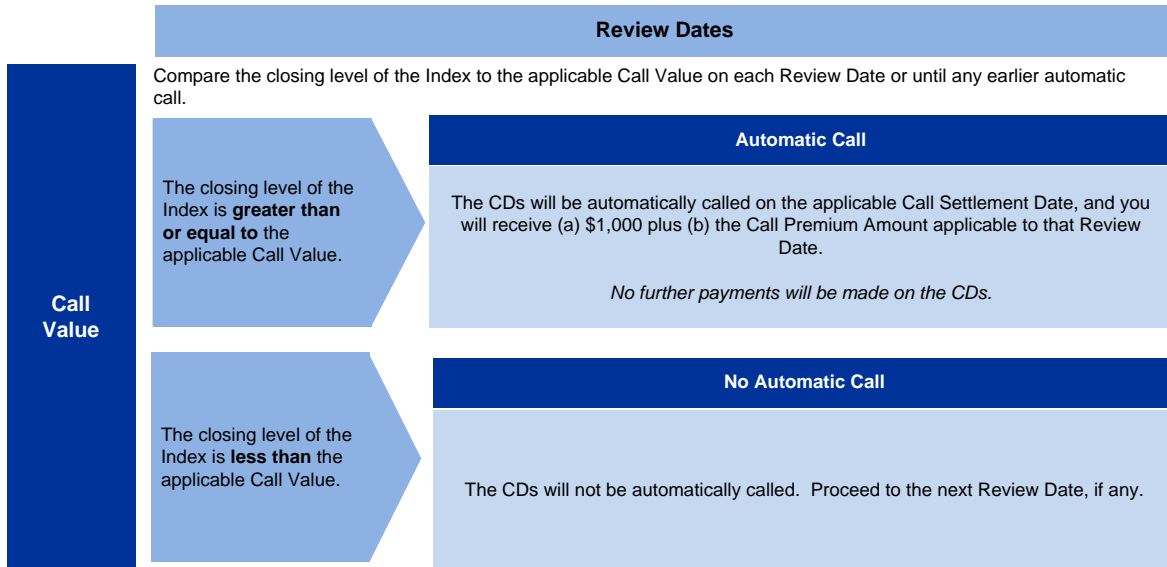 Review Dates
Compare the closing level of the Index to the applicable Call Value on each Review Date or until any earlier automatic
call.
Call
Value
The closing level of the
Index is greater than
or equal to the
applicable Call Value.
Automatic Call
The CDs will be automatically called on the applicable Call Settlement Date, and you
will receive (a) $1,000 plus (b) the Call Premium Amount applicable to that Review
Date.
No further payments will be made on the CDs.
The closing level of the
Index is less than the
applicable Call Value.
No Automatic Call
The CDs will not be automatically called.  Proceed to the next Review Date, if any.